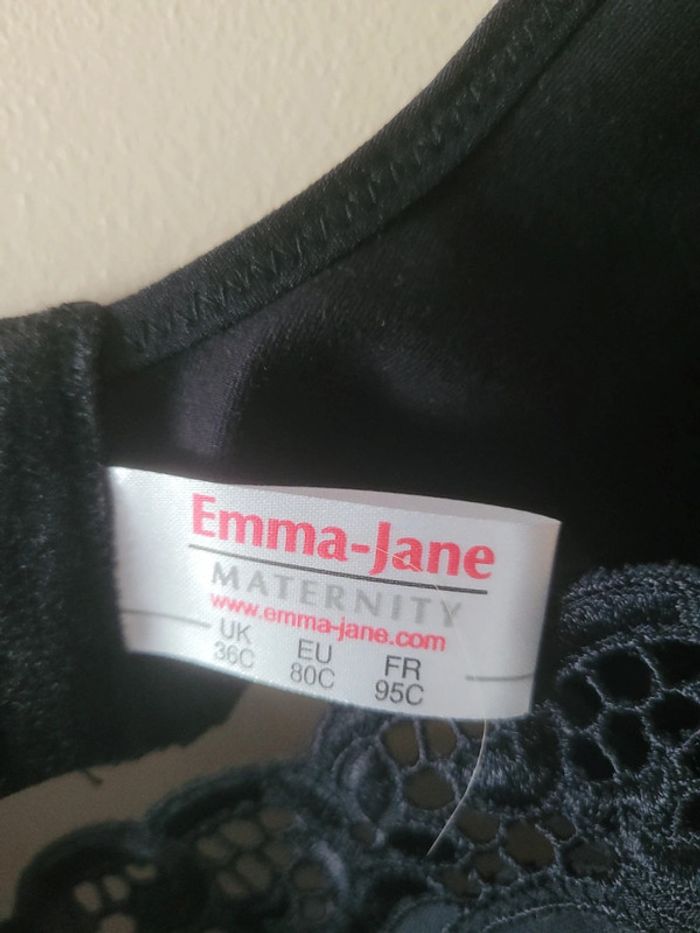 Emma-Jane
MATERNITY
www.emma-jane.com
UK EU FR
36C 80C 95C